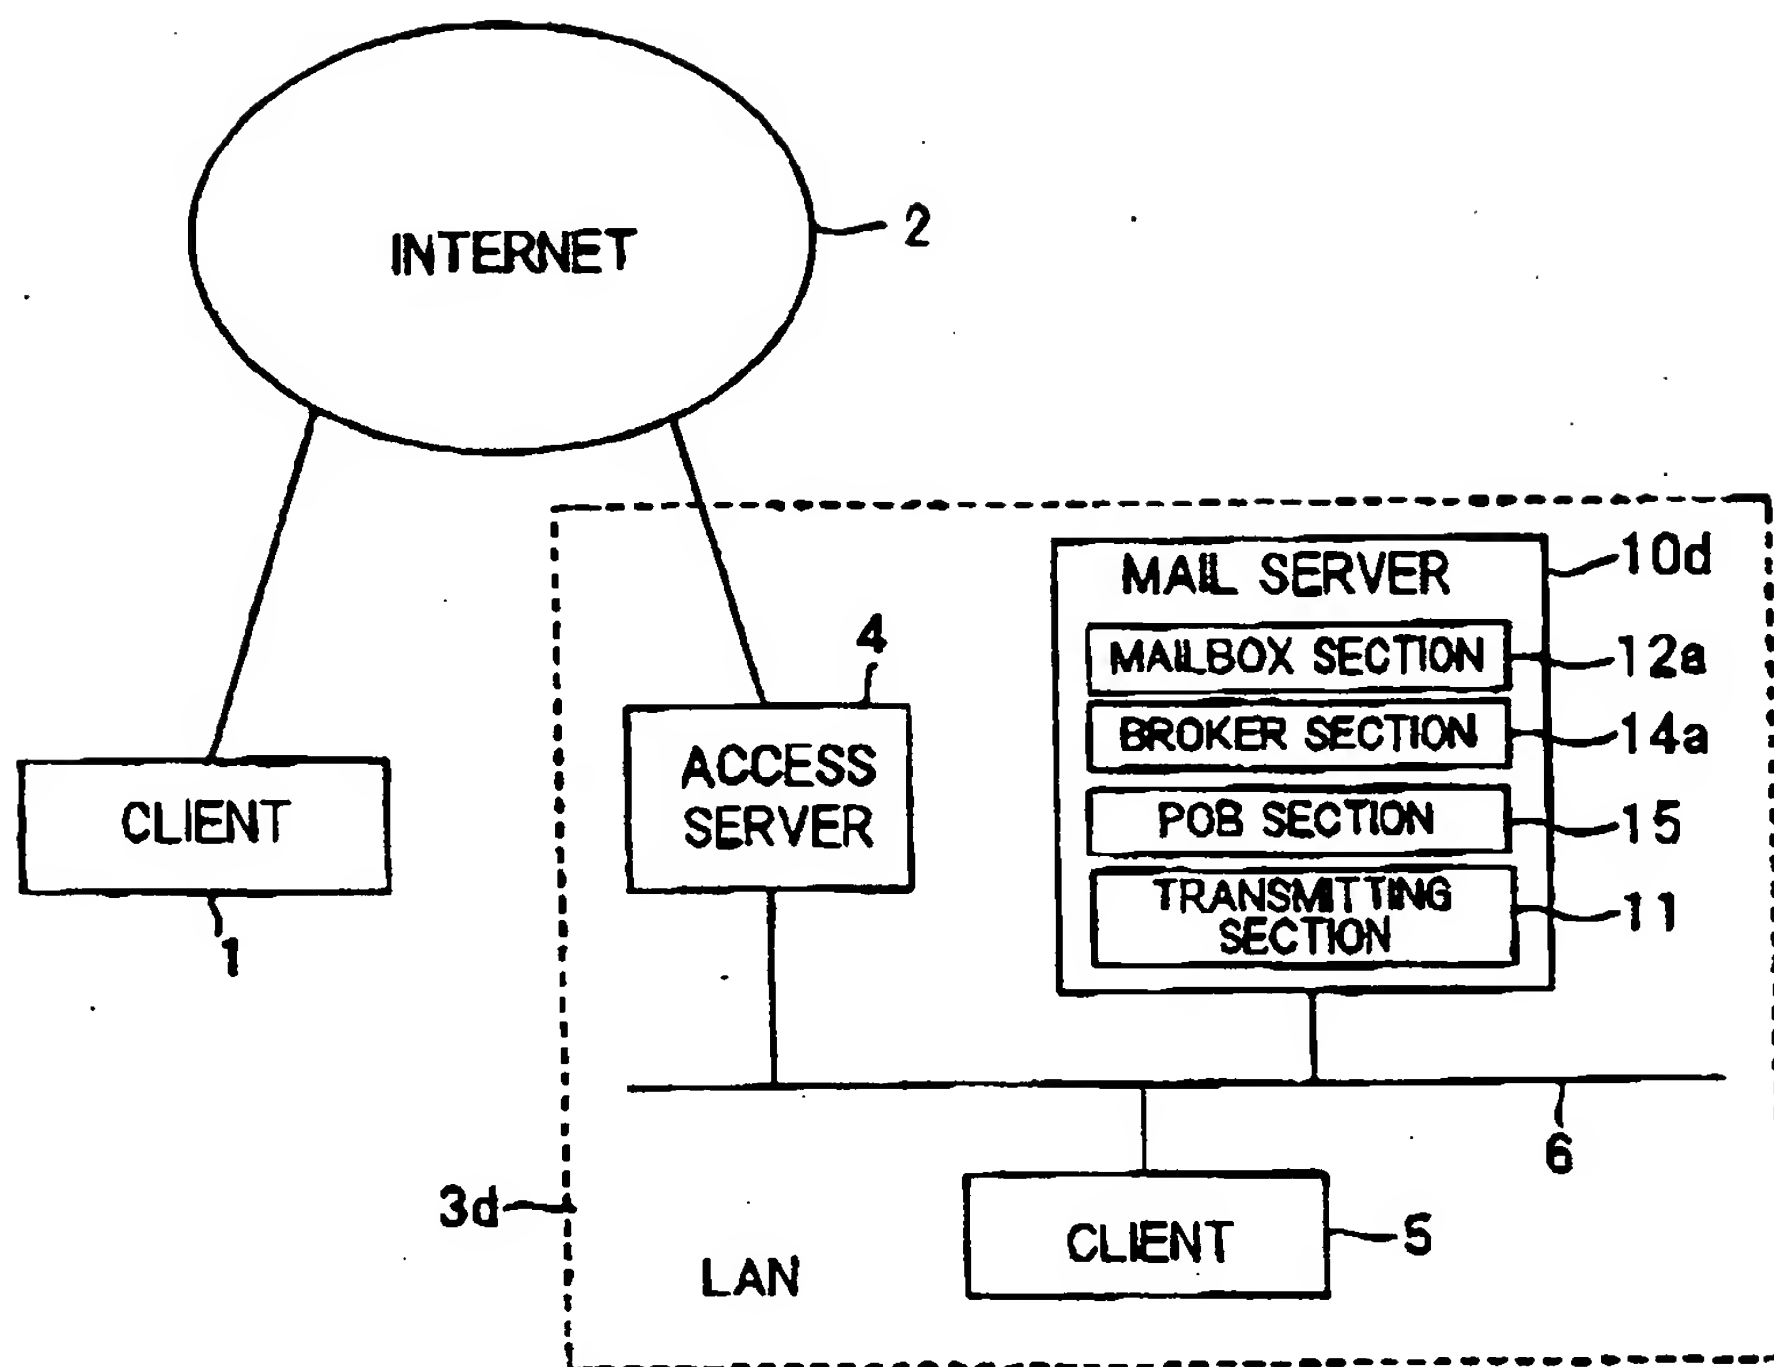 INTERNET
2
10d
MAIL SERVER
4
MAILBOX SECTION
12a
BROKER SECTION
14a
ACCESS
SERVER
CLIENT
POB SECTION
15
TRANSMITTING
SECTION
11
1
6
3d
CLIENT
5
LAN